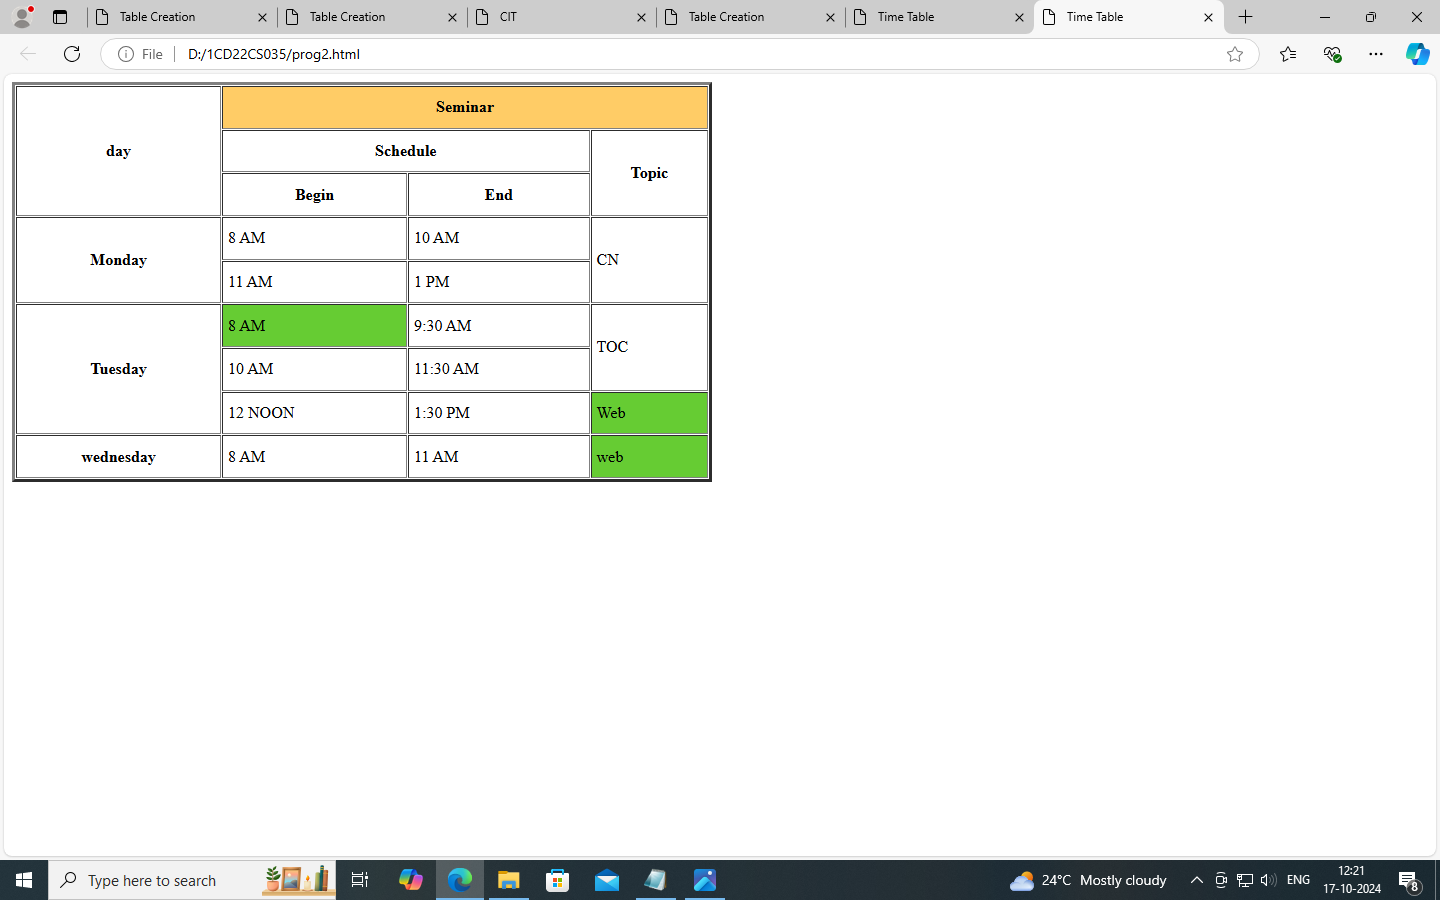 Table Creation Table Creation CIT Table Creation Time Table Time Table
File D:/1CD22CS035/prog2.html
day Seminar
Schedule Topic
Begin End
Monday 8 AM 10 AM CN
11 AM 1 PM
Tuesday 8 AM 9:30 AM TOC
10 AM 11:30 AM
12 NOON 1:30 PM Web
wednesday 8 AM 11 AM web
Type here to search 24°C Mostly cloudy ENG 12:21
17-10-2024 8